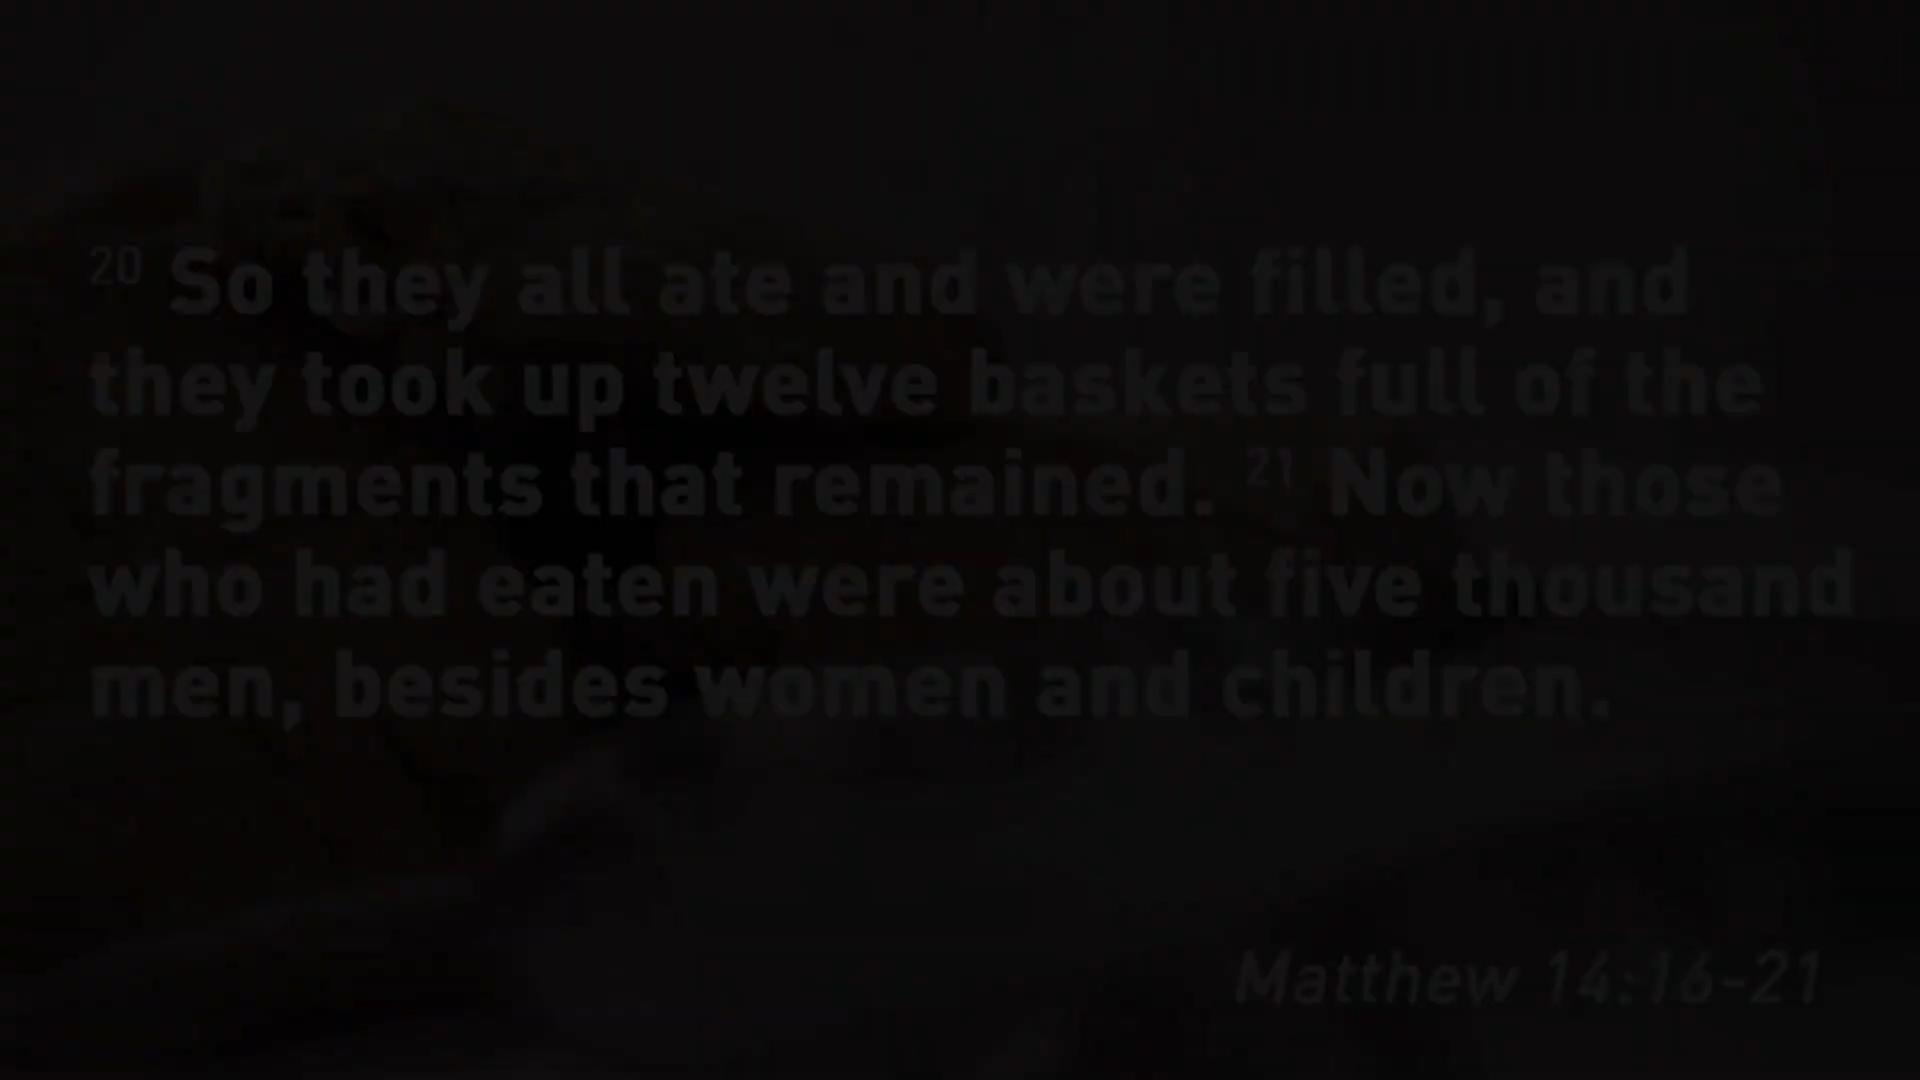 20 So they all ate and were filled, and
they took up twelve baskets full of the
fragments that remained. 21 Now those
who had eaten were about five thousand
men, besides women and children.
Matthew 14:16-21